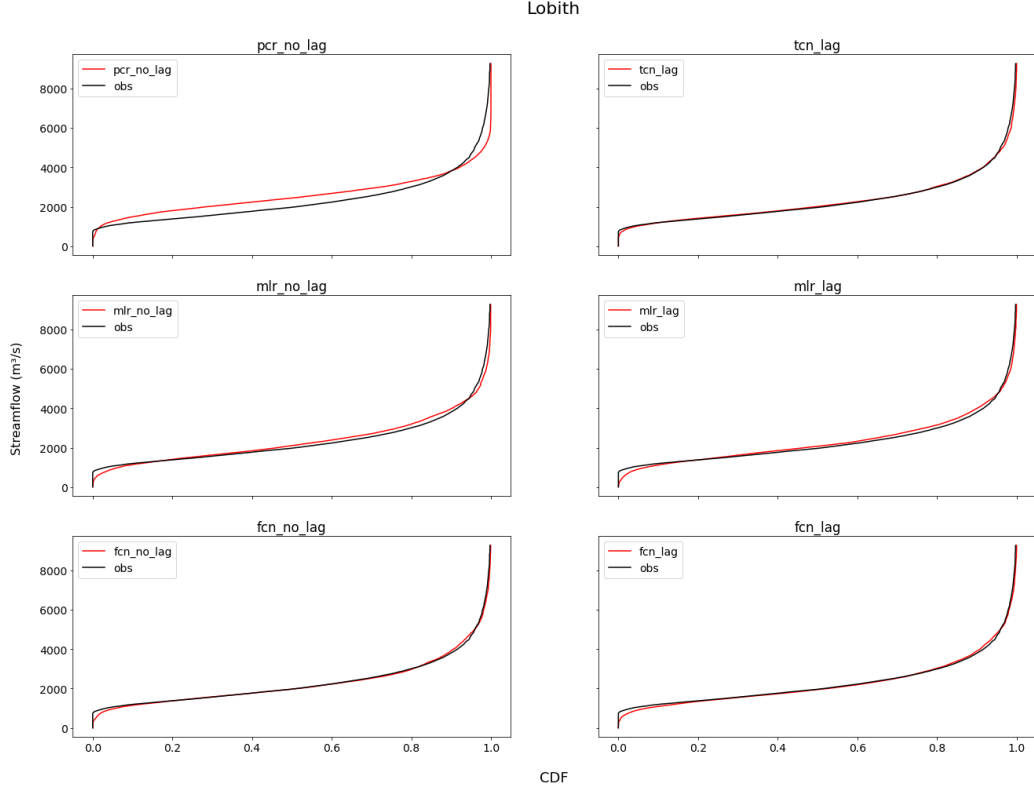 Lobith
pcr_no_lag
tcn_lag
pcr_no_lag
obs
tcn_lag
obs
8000
6000
4000
2000
0
mlr_no_lag
mlr_lag
mlr_no_lag
obs
mlr_lag
obs
8000
6000
4000
2000
0
Streamflow (m³/s)
fcn_no_lag
fcn_lag
fcn_no_lag
obs
fcn_lag
obs
8000
6000
4000
2000
0
0.0 0.2 0.4 0.6 0.8 1.0
0.0 0.2 0.4 0.6 0.8 1.0
CDF